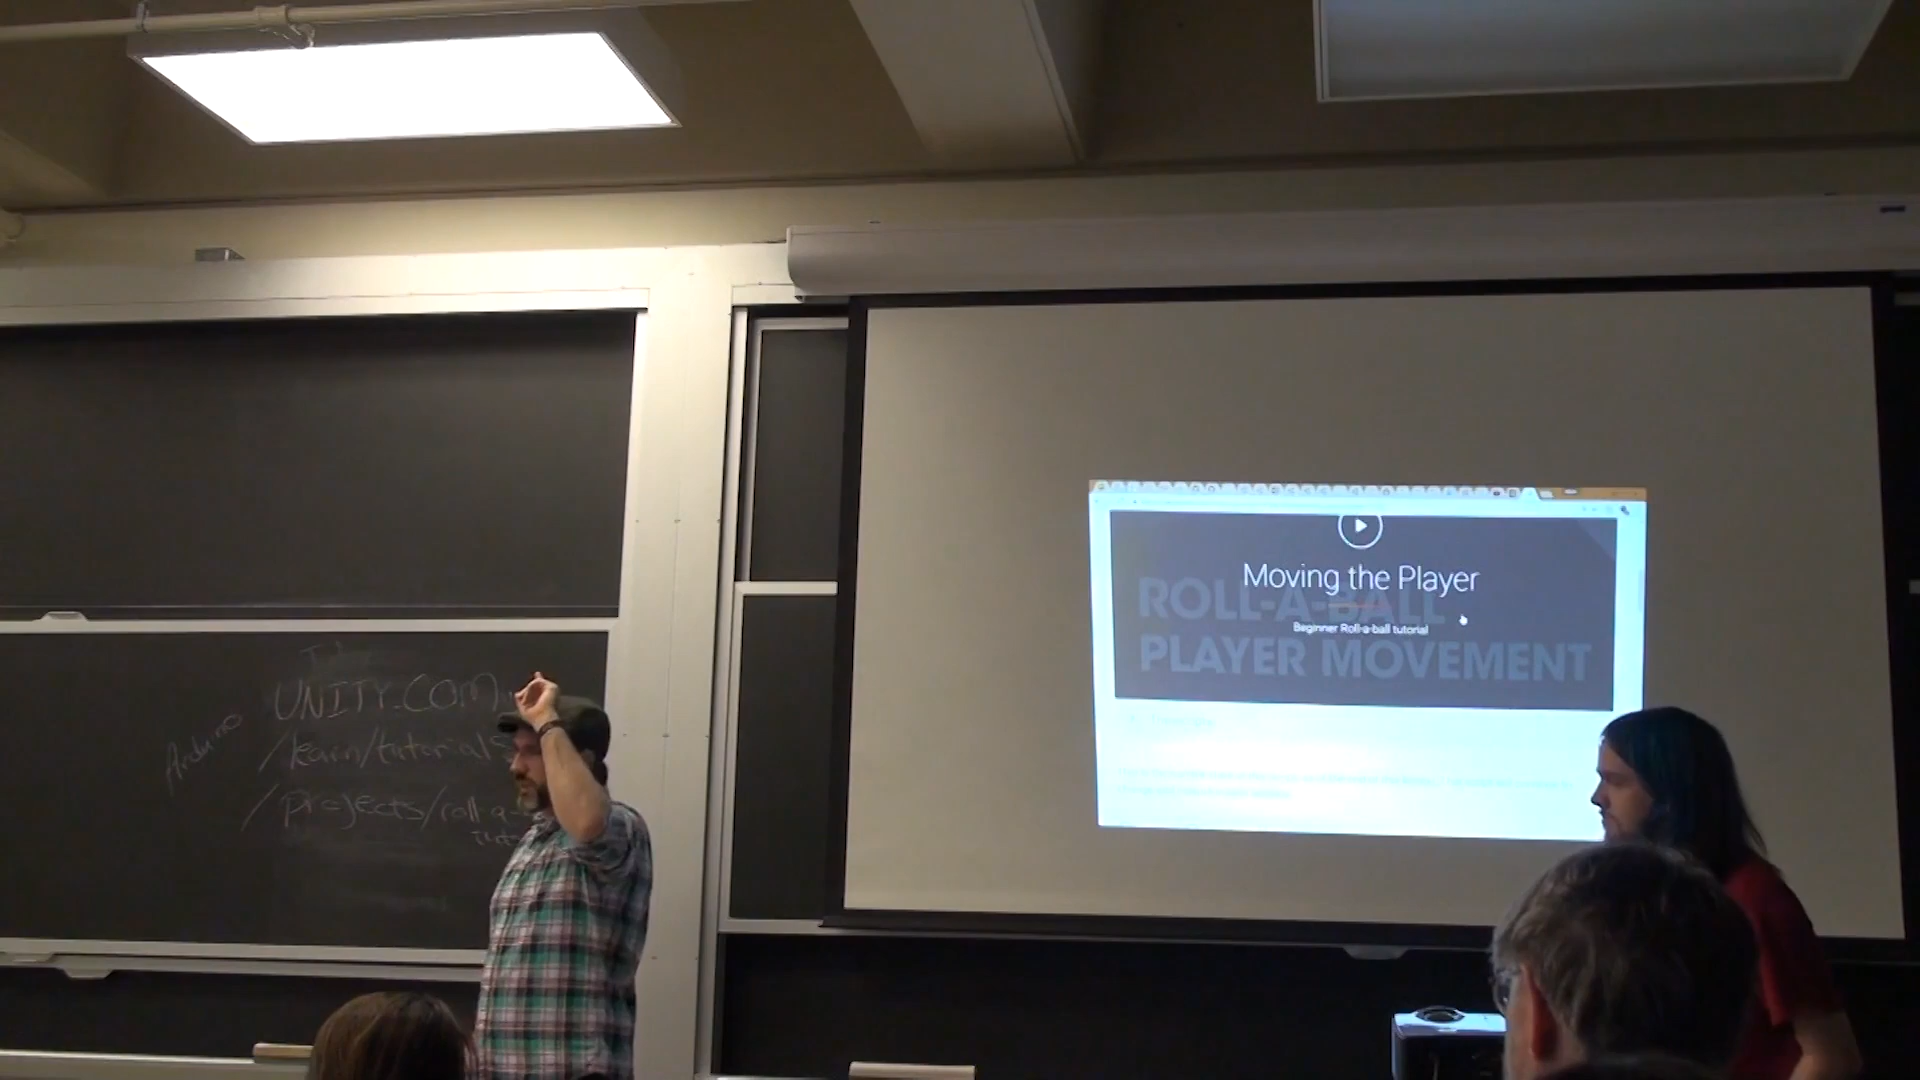 UNITY.COM
Arduino
/learn/tutorials
/projects/roll-a-
Moving the Player
ROLL-A-BALL
Beginner Roll-a-ball tutorial
PLAYER MOVEMENT